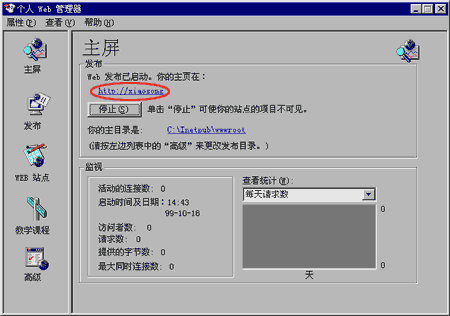 个人 Web 管理器
属性(P) 查看(V) 帮助(H)
主屏
发布
WEB 站点
教学课程
高级
主屏
发布
Web 发布已启动。你的主页在：
http://xiaosong
停止(S) 单击“停止”可使你的站点的项目不可见。
你的主目录是: C:\Inetpub\wwwroot
(请按左边列表中的“高级”来更改发布目录。)
监视
活动的连接数: 0
启动时间及日期：14:43
99-10-16
访问者数: 0
请求数: 0
提供的字节数: 0
最大同时连接数: 0
查看统计(W):
每天请求数
0
0
天